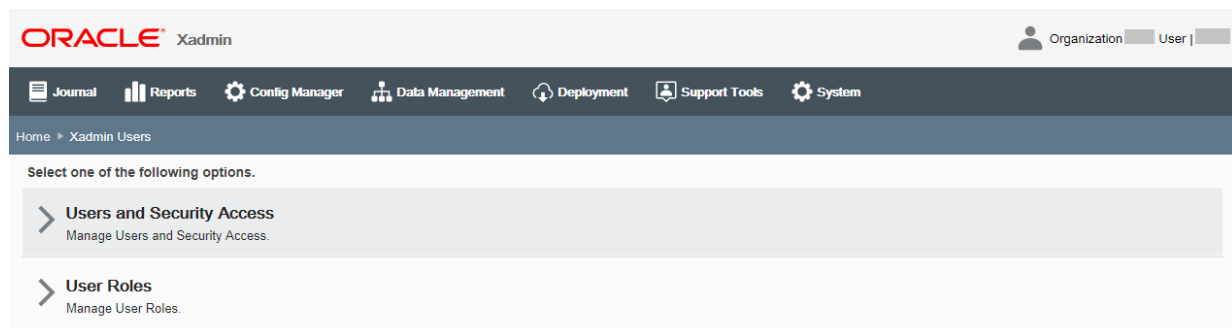 ORACLE® Xadmin
Organization User |
Journal Reports Config Manager Data Management Deployment Support Tools System
Home ▸ Xadmin Users
Select one of the following options.
Users and Security Access
Manage Users and Security Access.
User Roles
Manage User Roles.